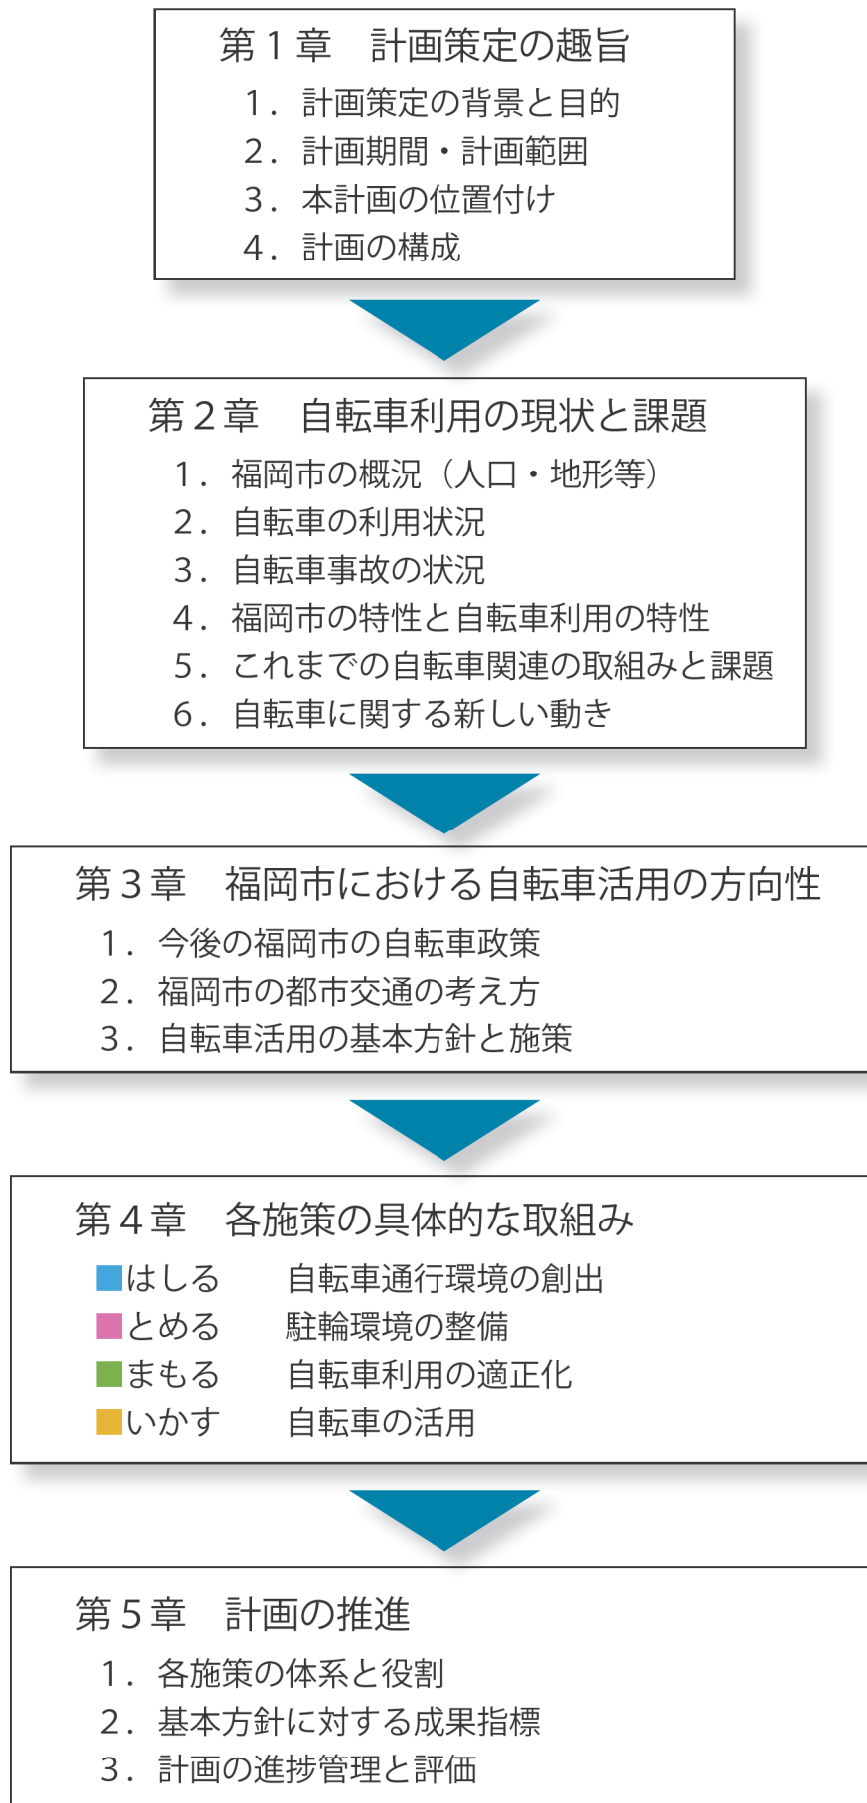 第1章　計画策定の趣旨
1．計画策定の背景と目的
2．計画期間・計画範囲
3．本計画の位置付け
4．計画の構成
第2章　自転車利用の現状と課題
1．福岡市の概況（人口・地形等）
2．自転車の利用状況
3．自転車事故の状況
4．福岡市の特性と自転車利用の特性
5．これまでの自転車関連の取組みと課題
6．自転車に関する新しい動き
第3章　福岡市における自転車活用の方向性
1．今後の福岡市の自転車政策
2．福岡市の都市交通の考え方
3．自転車活用の基本方針と施策
第4章　各施策の具体的な取組み
■はしる　　自転車通行環境の創出
■とめる　　駐輪環境の整備
■まもる　　自転車利用の適正化
■いかす　　自転車の活用
第5章　計画の推進
1．各施策の体系と役割
2．基本方針に対する成果指標
3．計画の進捗管理と評価